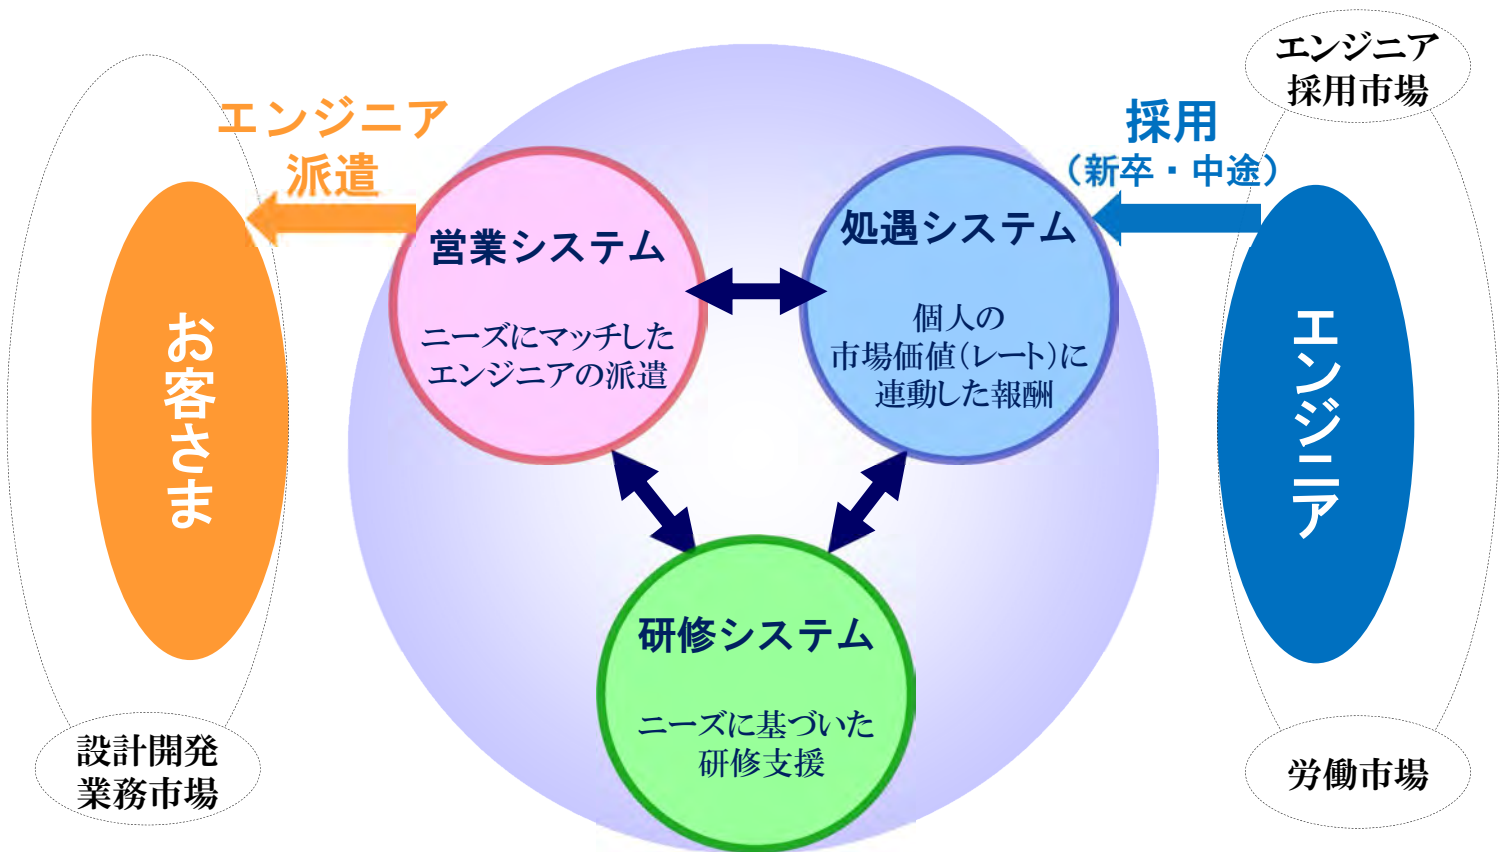 エンジニア
採用市場
エンジニア
派遣
採用
（新卒・中途）
営業システム
ニーズにマッチした
エンジニアの派遣
処遇システム
個人の
市場価値（レート）に
連動した報酬
お客さま
エンジニア
研修システム
ニーズに基づいた
研修支援
設計開発
業務市場
労働市場